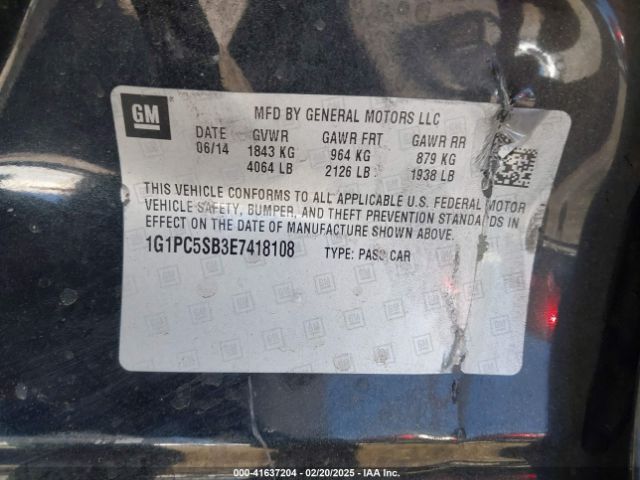 GM
MFD BY GENERAL MOTORS LLC
DATE GVWR GAWR FRT GAWR RR
06/14 1843 KG 964 KG 879 KG
4064 LB 2126 LB 1938 LB
THIS VEHICLE CONFORMS TO ALL APPLICABLE U.S. FEDERAL MOTOR
VEHICLE SAFETY, BUMPER, AND THEFT PREVENTION STANDARDS IN
EFFECT ON THE DATE OF MANUFACTURE SHOWN ABOVE.
1G1PC5SB3E7418108 TYPE: PASS CAR
000-41637204 - 02/20/2025 - IAA Inc.